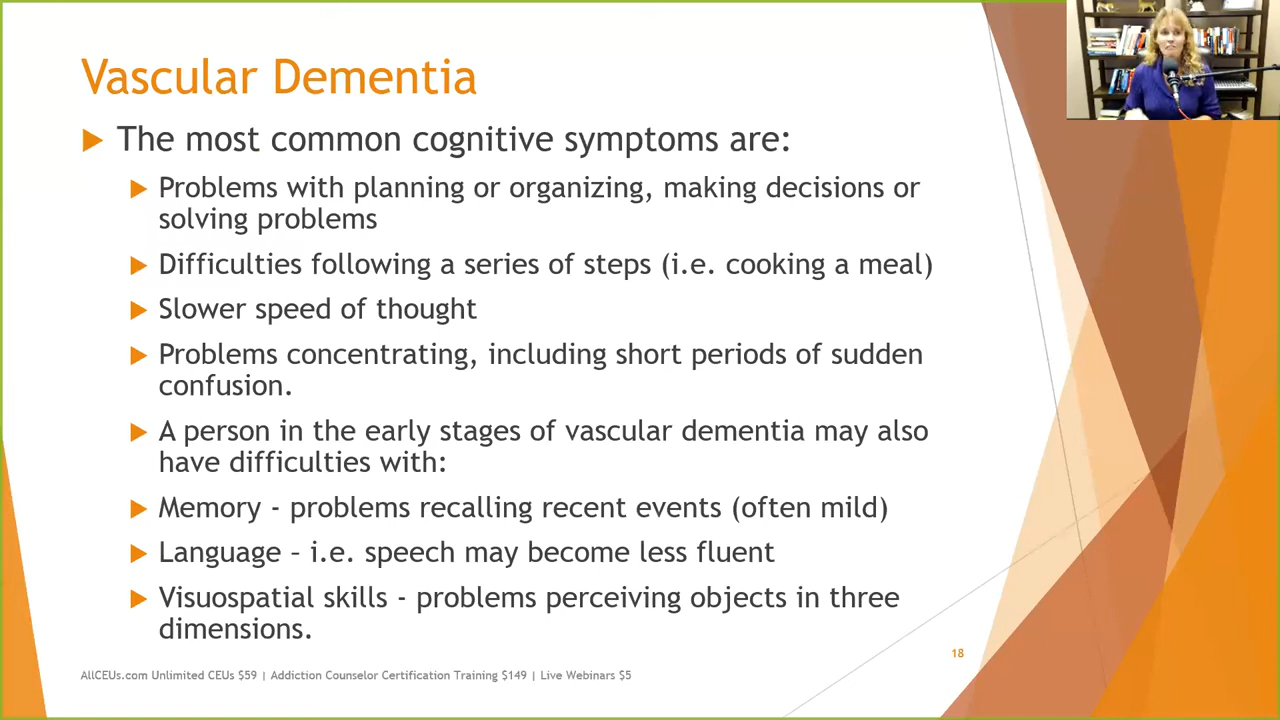 Vascular Dementia
The most common cognitive symptoms are:
Problems with planning or organizing, making decisions or
solving problems
Difficulties following a series of steps (i.e. cooking a meal)
Slower speed of thought
Problems concentrating, including short periods of sudden
confusion.
A person in the early stages of vascular dementia may also
have difficulties with:
Memory - problems recalling recent events (often mild)
Language – i.e. speech may become less fluent
Visuospatial skills - problems perceiving objects in three
dimensions.
18
AllCEUs.com Unlimited CEUs $59 | Addiction Counselor Certification Training $149 | Live Webinars $5